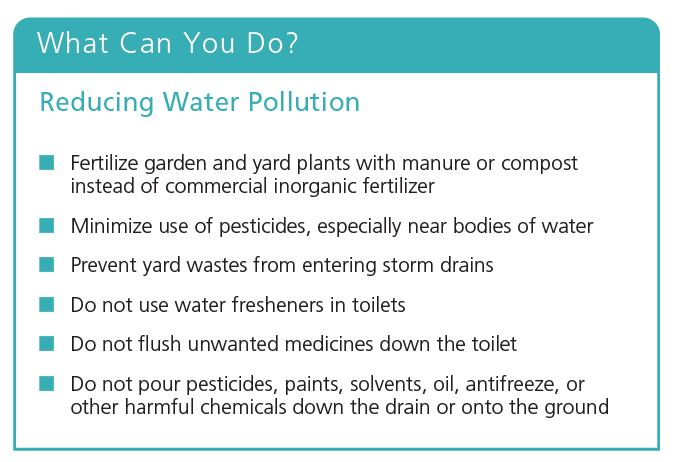 What Can You Do?
Reducing Water Pollution
Fertilize garden and yard plants with manure or compost
instead of commercial inorganic fertilizer
Minimize use of pesticides, especially near bodies of water
Prevent yard wastes from entering storm drains
Do not use water fresheners in toilets
Do not flush unwanted medicines down the toilet
Do not pour pesticides, paints, solvents, oil, antifreeze, or
other harmful chemicals down the drain or onto the ground